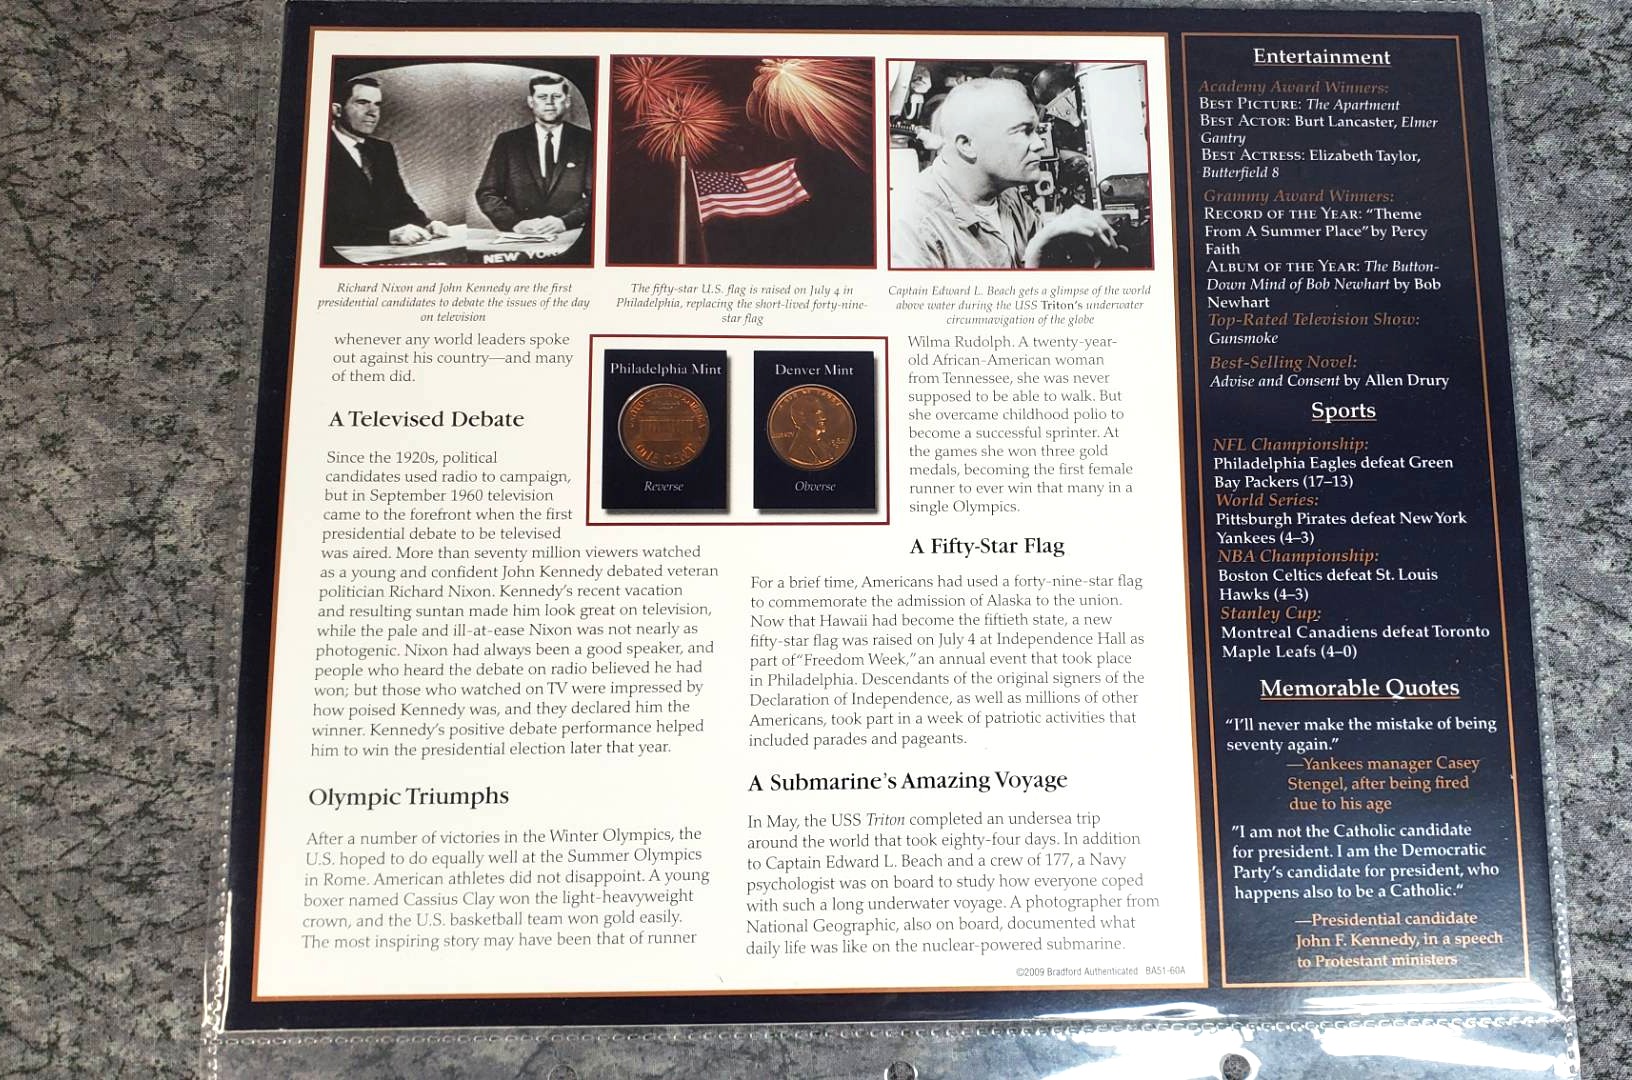 NEW YORK
Richard Nixon and John Kennedy are the first
presidential candidates to debate the issues of the day
on television
The fifty-star U.S. flag is raised on July 4 in
Philadelphia, replacing the short-lived forty-nine-
star flag
Captain Edward L. Beach gets a glimpse of the world
above water during the USS Triton's underwater
circumnavigation of the globe
whenever any world leaders spoke
out against his country—and many
of them did.
A Televised Debate
Since the 1920s, political
candidates used radio to campaign,
but in September 1960 television
came to the forefront when the first
presidential debate to be televised
was aired. More than seventy million viewers watched
as a young and confident John Kennedy debated veteran
politician Richard Nixon. Kennedy's recent vacation
and resulting suntan made him look great on television,
while the pale and ill-at-ease Nixon was not nearly as
photogenic. Nixon had always been a good speaker, and
people who heard the debate on radio believed he had
won; but those who watched on TV were impressed by
how poised Kennedy was, and they declared him the
winner. Kennedy's positive debate performance helped
him to win the presidential election later that year.
Olympic Triumphs
After a number of victories in the Winter Olympics, the
U.S. hoped to do equally well at the Summer Olympics
in Rome. American athletes did not disappoint. A young
boxer named Cassius Clay won the light-heavyweight
crown, and the U.S. basketball team won gold easily.
The most inspiring story may have been that of runner
Philadelphia Mint
ONE CENT
Reverse
Denver Mint
Obverse
Wilma Rudolph. A twenty-year-
old African-American woman
from Tennessee, she was never
supposed to be able to walk. But
she overcame childhood polio to
become a successful sprinter. At
the games she won three gold
medals, becoming the first female
runner to ever win that many in a
single Olympics.
A Fifty-Star Flag
For a brief time, Americans had used a forty-nine-star flag
to commemorate the admission of Alaska to the union.
Now that Hawaii had become the fiftieth state, a new
fifty-star flag was raised on July 4 at Independence Hall as
part of "Freedom Week," an annual event that took place
in Philadelphia. Descendants of the original signers of the
Declaration of Independence, as well as millions of other
Americans, took part in a week of patriotic activities that
included parades and pageants.
A Submarine's Amazing Voyage
In May, the USS Triton completed an undersea trip
around the world that took eighty-four days. In addition
to Captain Edward L. Beach and a crew of 177, a Navy
psychologist was on board to study how everyone coped
with such a long underwater voyage. A photographer from
National Geographic, also on board, documented what
daily life was like on the nuclear-powered submarine.
©2009 Bradford Authenticated BA51-60A
Entertainment
Academy Award Winners:
BEST PICTURE: The Apartment
BEST ACTOR: Burt Lancaster, Elmer
Gantry
BEST ACTRESS: Elizabeth Taylor,
Butterfield 8
Grammy Award Winners:
RECORD OF THE YEAR: "Theme
From A Summer Place" by Percy
Faith
ALBUM OF THE YEAR: The Button-
Down Mind of Bob Newhart by Bob
Newhart
Top-Rated Television Show:
Gunsmoke
Best-Selling Novel:
Advise and Consent by Allen Drury
Sports
NFL Championship:
Philadelphia Eagles defeat Green
Bay Packers (17–13)
World Series:
Pittsburgh Pirates defeat New York
Yankees (4–3)
NBA Championship:
Boston Celtics defeat St. Louis
Hawks (4–3)
Stanley Cup:
Montreal Canadiens defeat Toronto
Maple Leafs (4–0)
Memorable Quotes
"I'll never make the mistake of being
seventy again."
—Yankees manager Casey
Stengel, after being fired
due to his age
"I am not the Catholic candidate
for president. I am the Democratic
Party's candidate for president, who
happens also to be a Catholic."
—Presidential candidate
John F. Kennedy, in a speech
to Protestant ministers